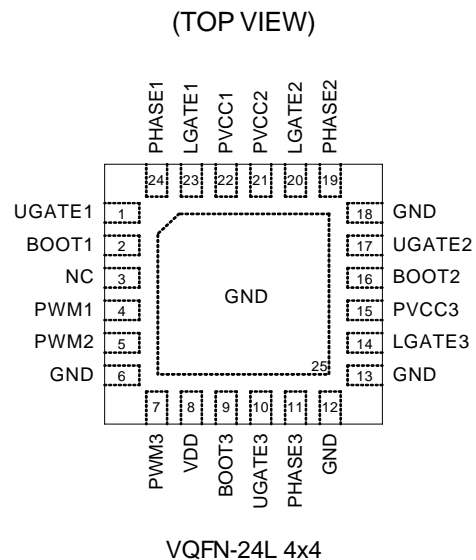 (TOP VIEW)
PHASE1
LGATE1
PVCC1
PVCC2
LGATE2
PHASE2
24 23 22 21 20 19
UGATE1 1
BOOT1 2
NC 3
PWM1 4
PWM2 5
GND 6
GND
25
18 GND
17 UGATE2
16 BOOT2
15 PVCC3
14 LGATE3
13 GND
7 8 9 10 11 12
PWM3
VDD
BOOT3
UGATE3
PHASE3
GND
VQFN-24L 4x4